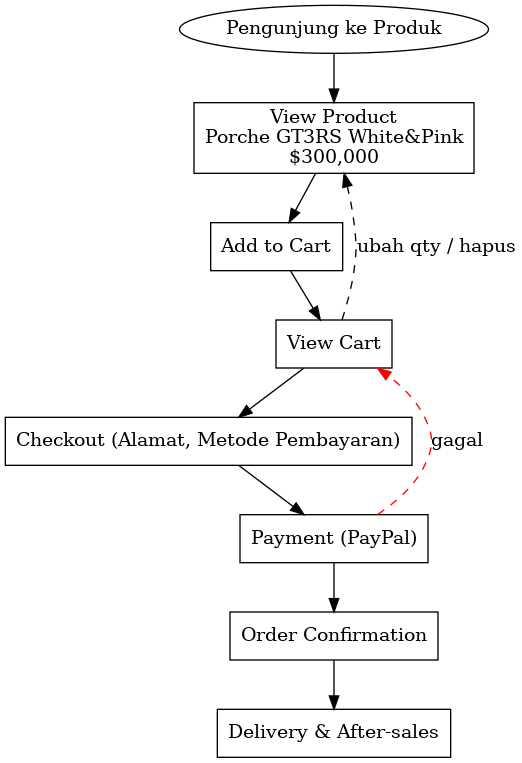 Pengunjung ke Produk
View Product
Porche GT3RS White&Pink
$300,000
Add to Cart
ubah qty / hapus
View Cart
Checkout (Alamat, Metode Pembayaran)
gagal
Payment (PayPal)
Order Confirmation
Delivery & After-sales